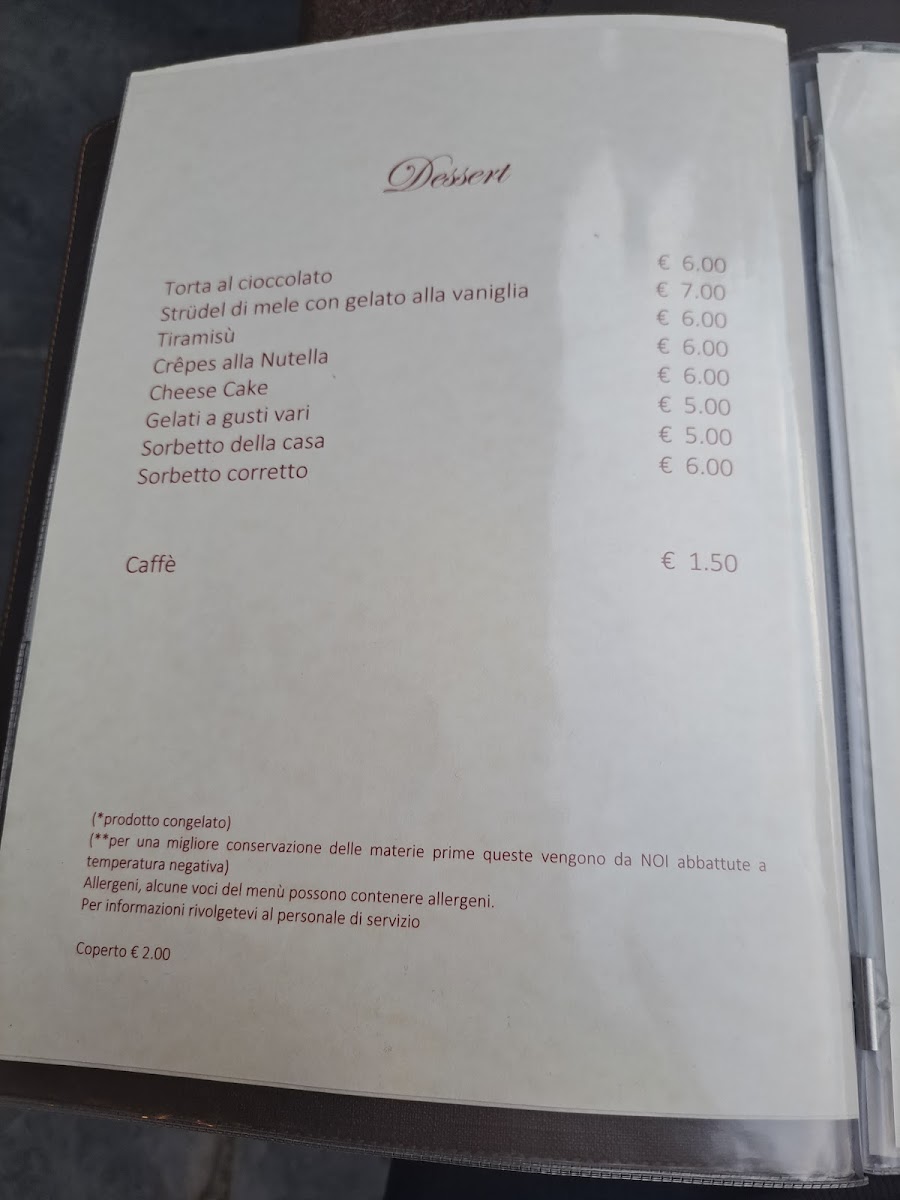 Dessert
Torta al cioccolato € 6.00
Strüdel di mele con gelato alla vaniglia € 7.00
Tiramisù € 6.00
Crêpes alla Nutella € 6.00
Cheese Cake € 6.00
Gelati a gusti vari € 5.00
Sorbetto della casa € 5.00
Sorbetto corretto € 6.00
Caffè € 1.50
(*prodotto congelato)
(**per una migliore conservazione delle materie prime queste vengono da NOI abbattute a
temperatura negativa)
Allergeni, alcune voci del menù possono contenere allergeni.
Per informazioni rivolgetevi al personale di servizio
Coperto € 2.00